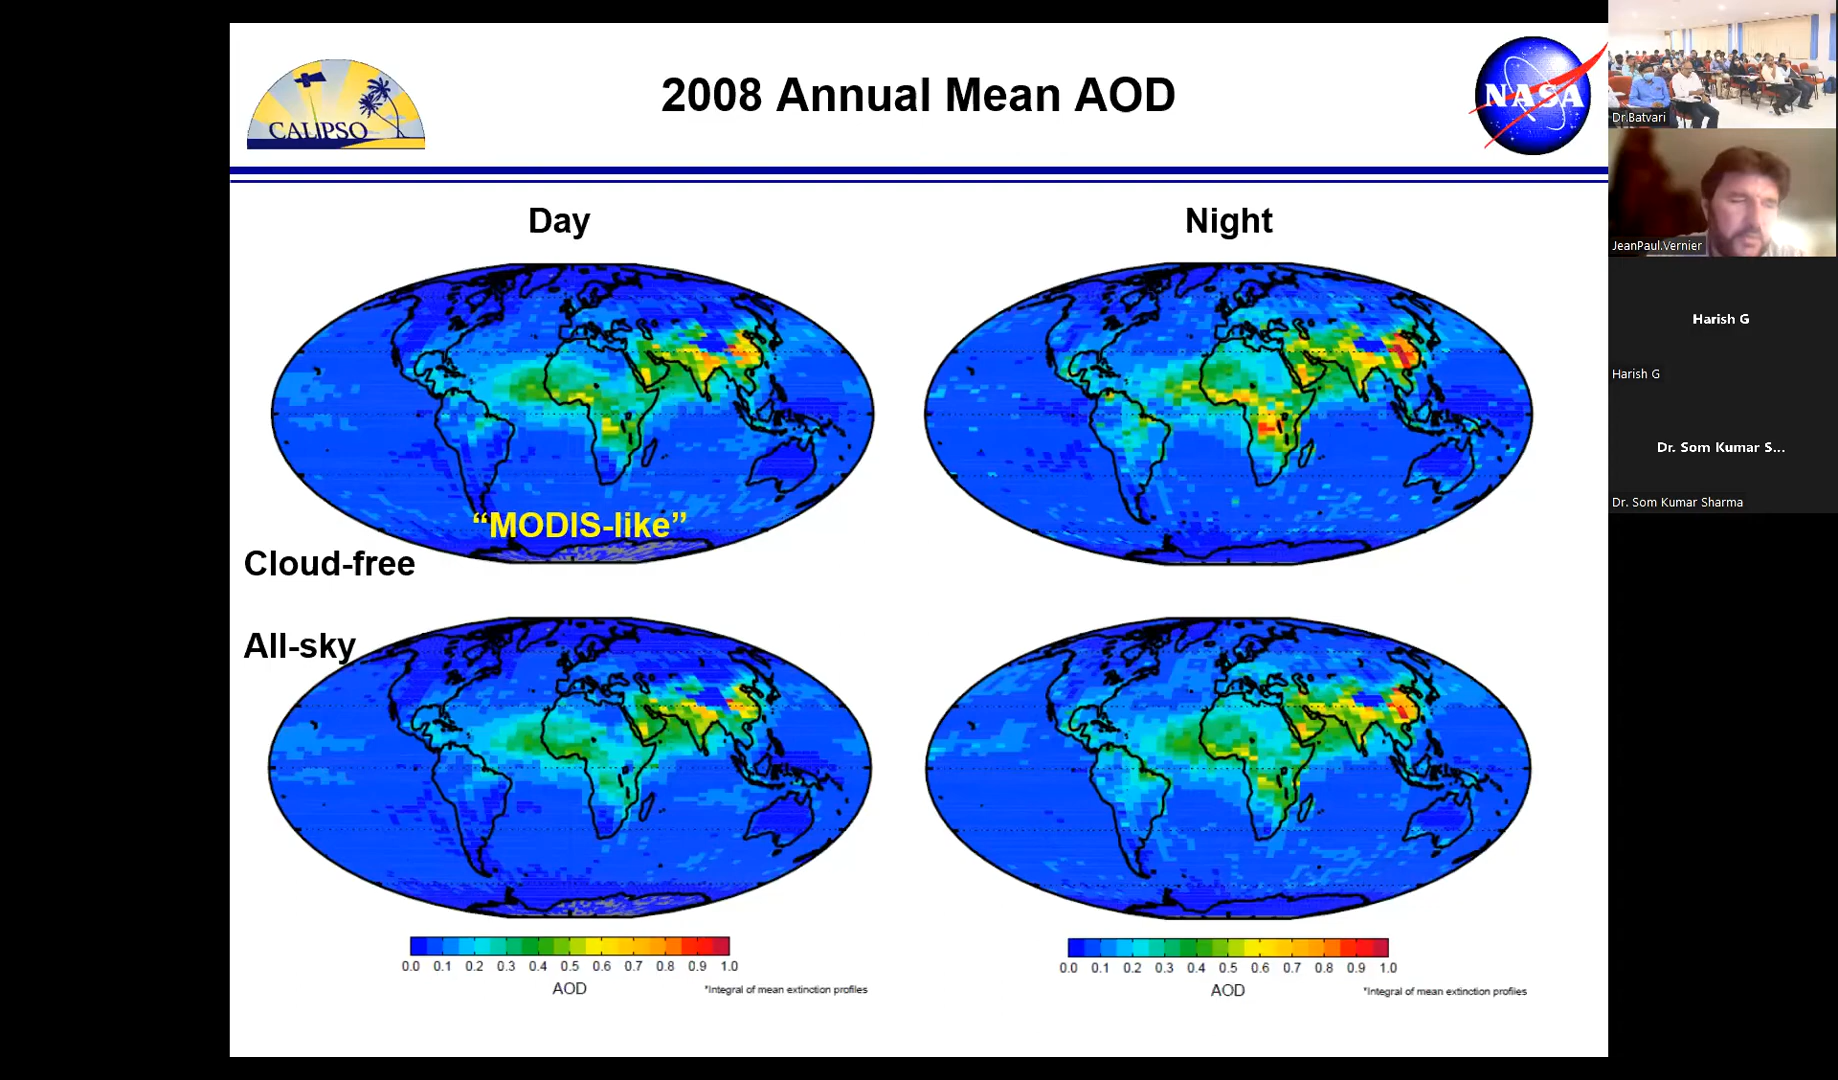 CALIPSO
2008 Annual Mean AOD
NASA
Day
Night
"MODIS-like"
Cloud-free
All-sky
0.0 0.1 0.2 0.3 0.4 0.5 0.6 0.7 0.8 0.9 1.0
AOD
*Integral of mean extinction profiles
0.0 0.1 0.2 0.3 0.4 0.5 0.6 0.7 0.8 0.9 1.0
AOD
*Integral of mean extinction profiles
Dr.Batvari
JeanPaul.Vernier
Harish G
Harish G
Dr. Som Kumar S...
Dr. Som Kumar Sharma